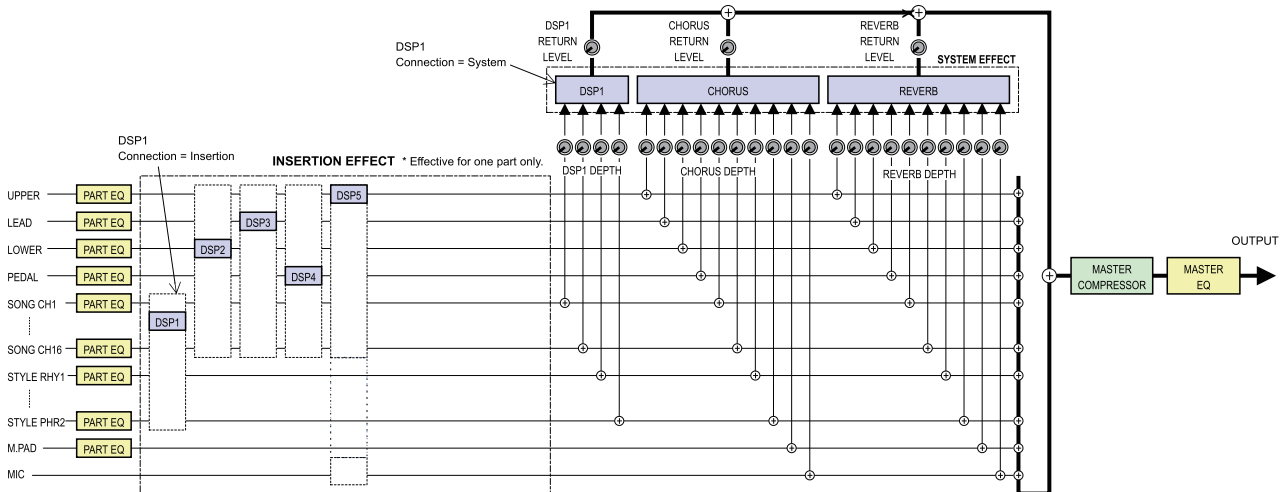 DSP1
RETURN
LEVEL
CHORUS
RETURN
LEVEL
REVERB
RETURN
LEVEL
DSP1
Connection = System
SYSTEM EFFECT
DSP1
CHORUS
REVERB
DSP1
Connection = Insertion
INSERTION EFFECT * Effective for one part only.
DSP1 DEPTH
CHORUS DEPTH
REVERB DEPTH
UPPER PART EQ DSP5
LEAD PART EQ DSP3
LOWER PART EQ DSP2
PEDAL PART EQ DSP4
SONG CH1 PART EQ
DSP1
SONG CH16 PART EQ
STYLE RHY1 PART EQ
STYLE PHR2 PART EQ
M.PAD PART EQ
MIC
OUTPUT
MASTER
COMPRESSOR
MASTER
EQ